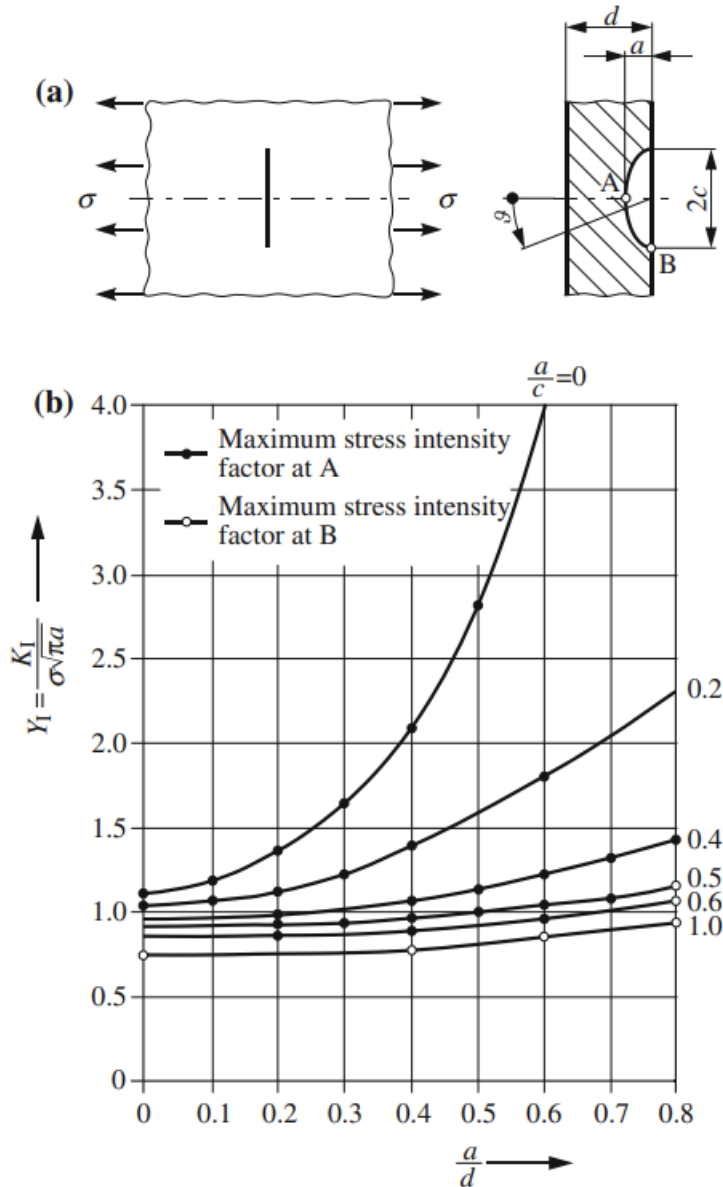 (a)
d
a
σ
σ
A
ϑ
2c
B
(b)
a/c=0
4.0
Maximum stress intensity
factor at A
3.5
Maximum stress intensity
factor at B
3.0
2.5
0.2
2.0
1.5
0.4
0.5
1.0
0.6
1.0
0.5
0
Y_I = K_I/σ√πa
0 0.1 0.2 0.3 0.4 0.5 0.6 0.7 0.8
a/d